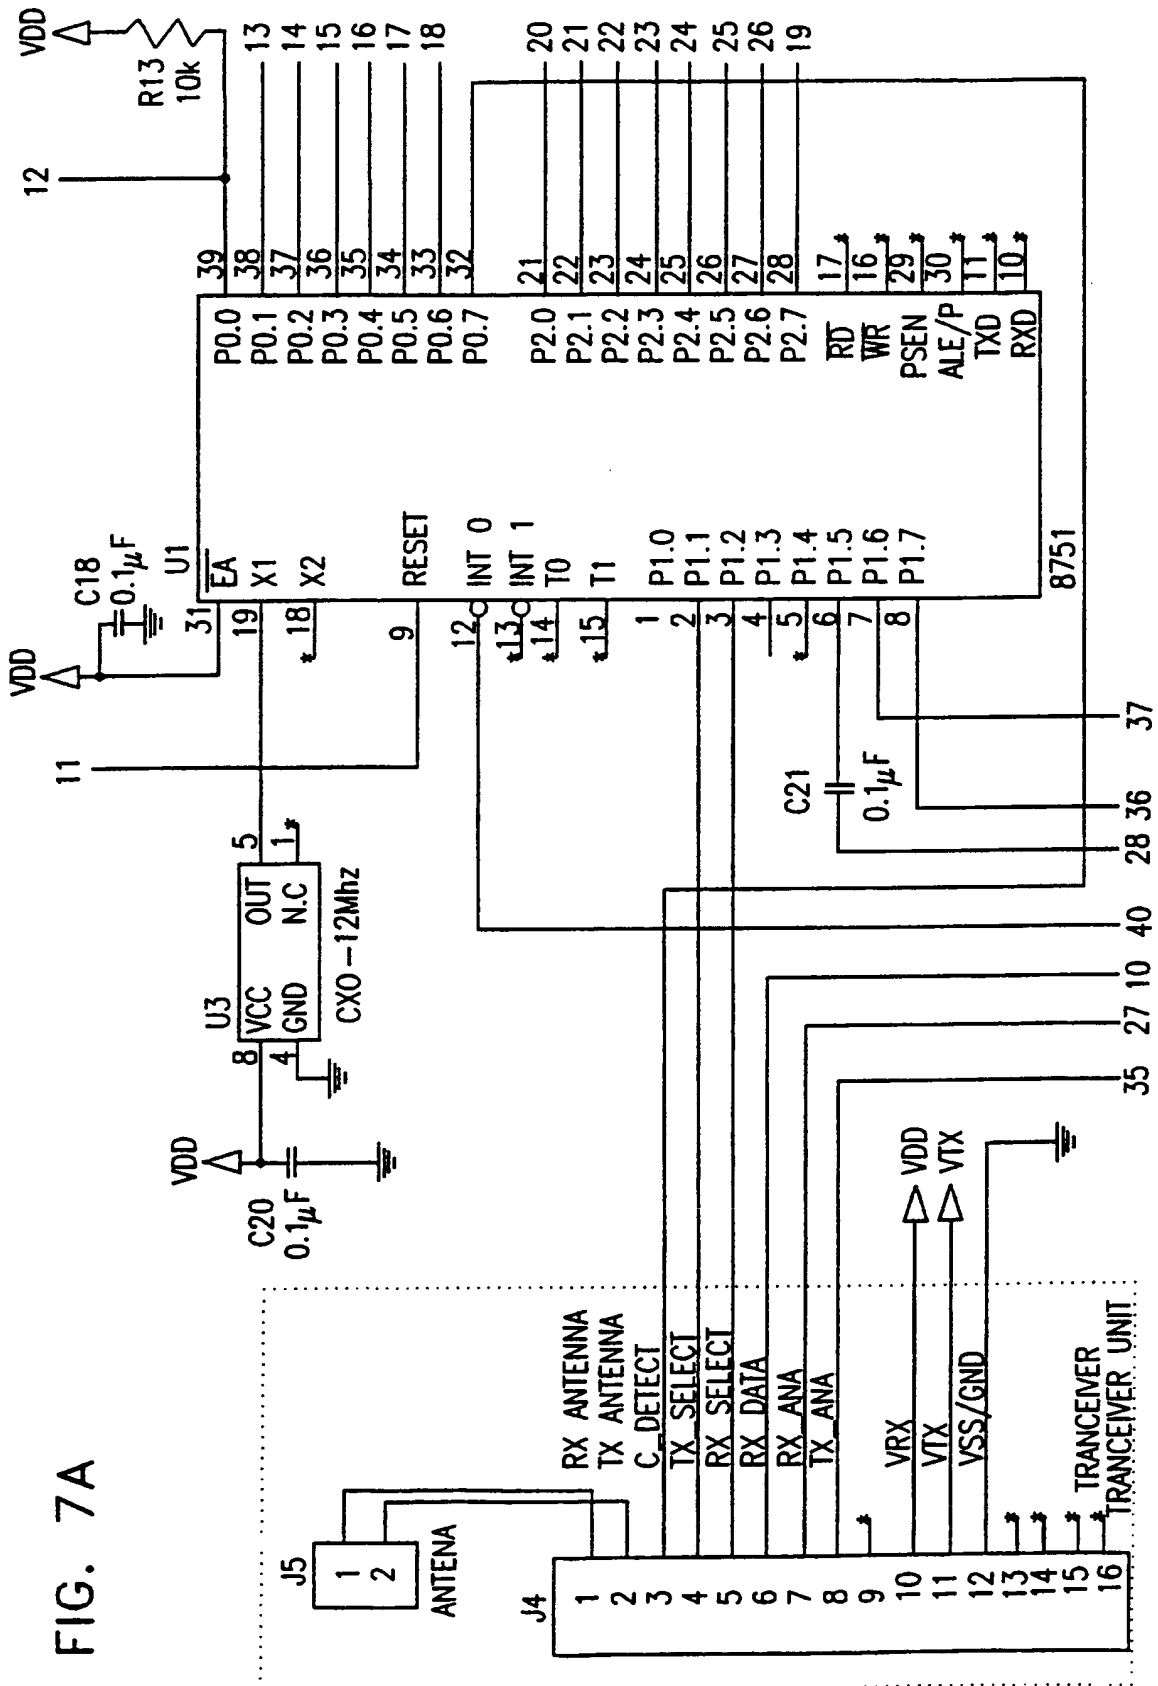 FIG. 7A
J5
1
2
ANTENA
J4
1
2
3
4
5
6
7
8
9
10
11
12
13
14
15
16
RX ANTENNA
TX ANTENNA
C_DETECT
TX_SELECT
RX_SELECT
RX_DATA
RX_ANA
TX_ANA
VRX
VTX
VSS/GND
TRANCEIVER
TRANCEIVER UNIT
VDD
VTX
VDD
C20
0.1μF
U3
8 VCC OUT 5
4 GND N.C 1
CXO-12Mhz
11
VDD
C18
0.1μF
U1
31 EA
19 X1
18 X2
9 RESET
12 INT 0
13 INT 1
14 T0
15 T1
1 P1.0
2 P1.1
3 P1.2
4 P1.3
5 P1.4
6 P1.5
7 P1.6
8 P1.7
8751
C21
0.1μF
35
27
10
40
28
36
37
P0.0 39
P0.1 38 13
P0.2 37 14
P0.3 36 15
P0.4 35 16
P0.5 34 17
P0.6 33 18
P0.7 32
P2.0 21 20
P2.1 22 21
P2.2 23 22
P2.3 24 23
P2.4 25 24
P2.5 26 25
P2.6 27 26
P2.7 28 19
RD 17
WR 16
PSEN 29
ALE/P 30
TXD 11
RXD 10
12
VDD
R13
10k